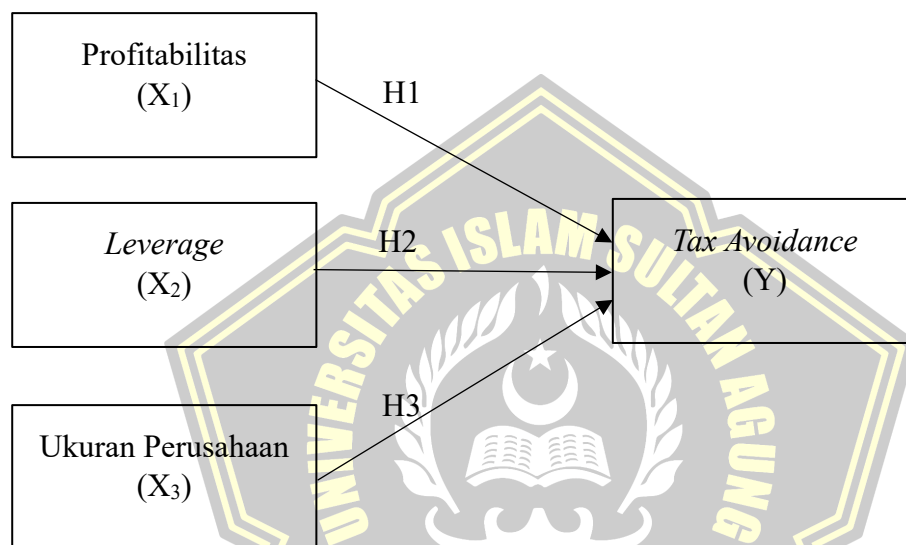 Profitabilitas
(X₁)
H1
Leverage
(X₂)
H2
Tax Avoidance
(Y)
Ukuran Perusahaan
(X₃)
H3
UNIVERSITAS ISLAM SULTAN AGUNG